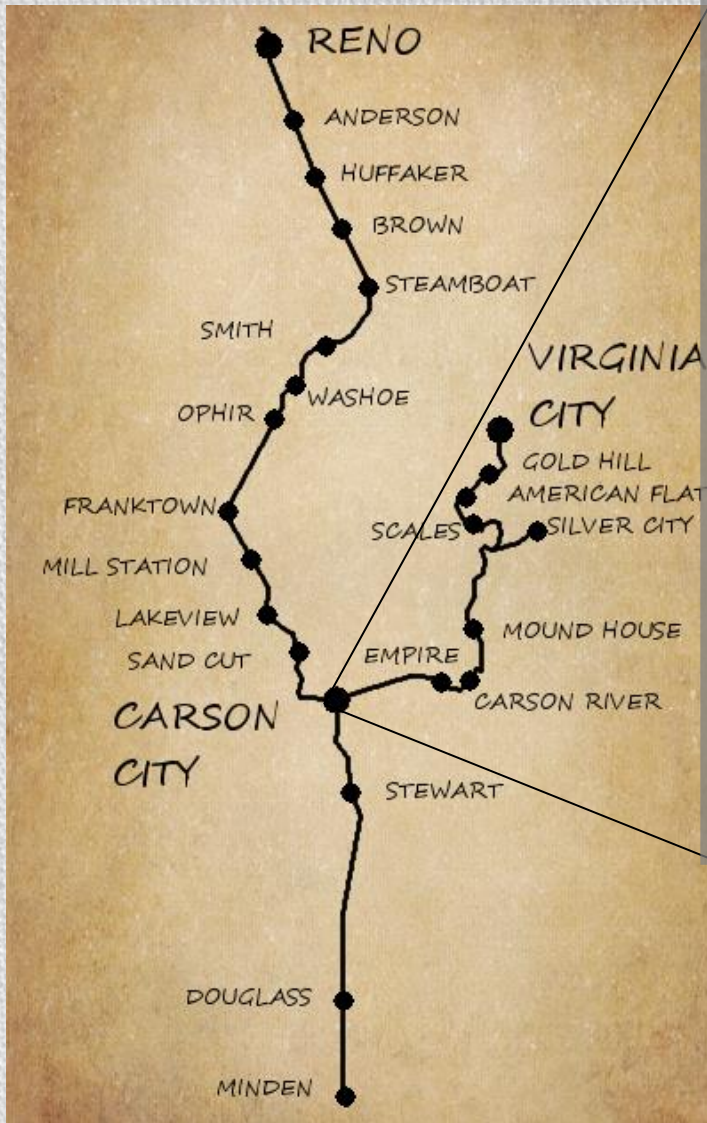 RENO
ANDERSON
HUFFAKER
BROWN
STEAMBOAT
SMITH
VIRGINIA
CITY
WASHOE
OPHIR
GOLD HILL
AMERICAN FLAT
FRANKTOWN
SCALES
SILVER CITY
MILL STATION
LAKEVIEW
MOUND HOUSE
SAND CUT
EMPIRE
CARSON RIVER
CARSON
CITY
STEWART
DOUGLASS
MINDEN